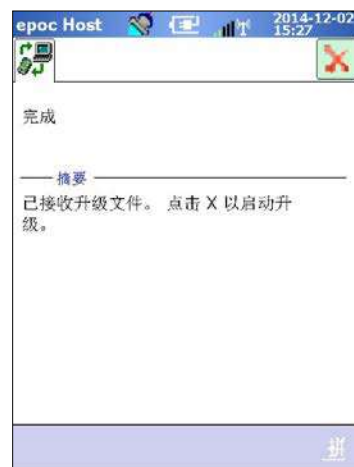 epoc Host
2014-12-02
15:27
完成
摘要
已接收升级文件。 点击 X 以启动升
级。
拼